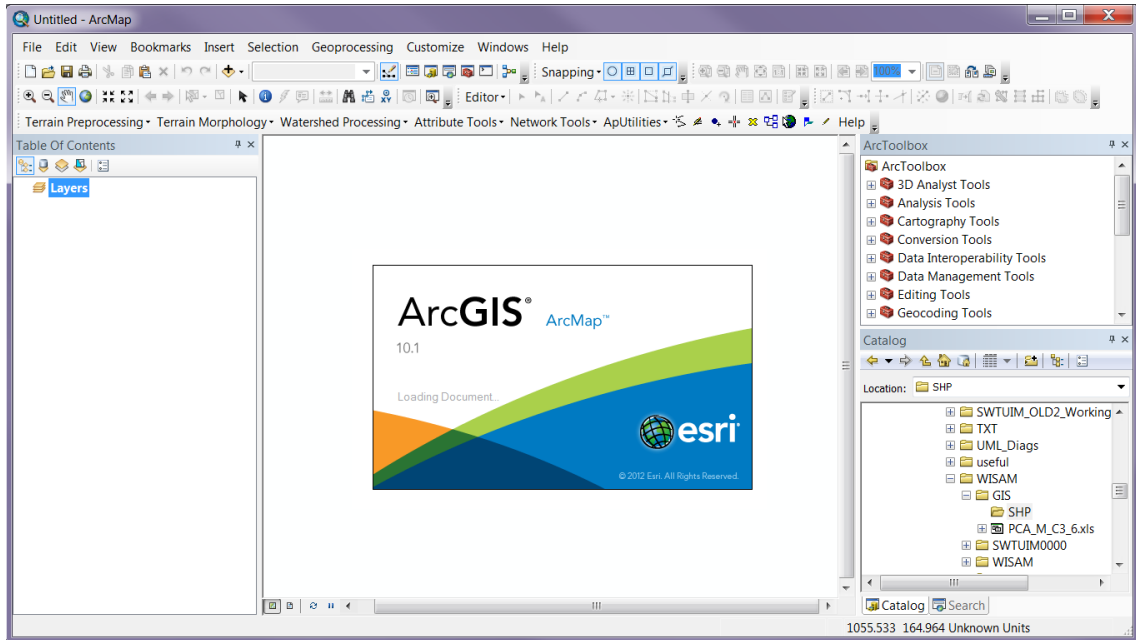 Untitled - ArcMap
File Edit View Bookmarks Insert Selection Geoprocessing Customize Windows Help
Snapping
100%
Editor
Terrain Preprocessing Terrain Morphology Watershed Processing Attribute Tools Network Tools ApUtilities Help
Table Of Contents
Layers
ArcGIS® ArcMap™
10.1
Loading Document..
esri
© 2012 Esri. All Rights Reserved.
ArcToolbox
ArcToolbox
3D Analyst Tools
Analysis Tools
Cartography Tools
Conversion Tools
Data Interoperability Tools
Data Management Tools
Editing Tools
Geocoding Tools
Catalog
Location: SHP
SWTUIM_OLD2_Working
TXT
UML_Diags
useful
WISAM
GIS
SHP
PCA_M_C3_6.xls
SWTUIM0000
WISAM
Catalog Search
1055.533 164.964 Unknown Units